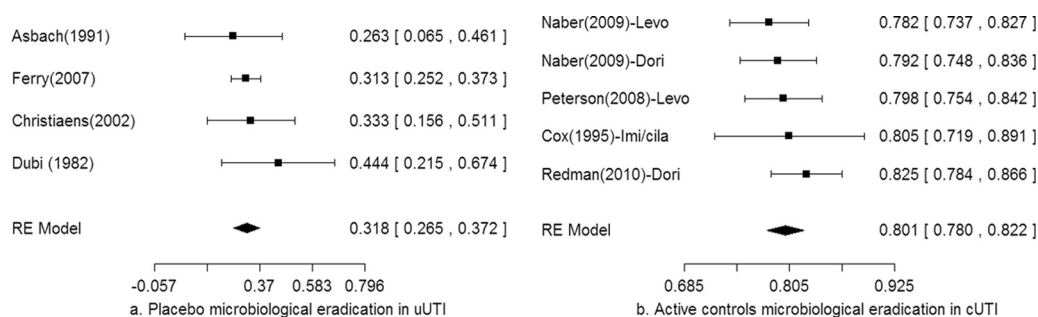 Asbach(1991) 0.263 [ 0.065 , 0.461 ]
Ferry(2007) 0.313 [ 0.252 , 0.373 ]
Christiaens(2002) 0.333 [ 0.156 , 0.511 ]
Dubi (1982) 0.444 [ 0.215 , 0.674 ]
RE Model 0.318 [ 0.265 , 0.372 ]
-0.057 0.37 0.583 0.796
a. Placebo microbiological eradication in uUTI
Naber(2009)-Levo 0.782 [ 0.737 , 0.827 ]
Naber(2009)-Dori 0.792 [ 0.748 , 0.836 ]
Peterson(2008)-Levo 0.798 [ 0.754 , 0.842 ]
Cox(1995)-Imi/cila 0.805 [ 0.719 , 0.891 ]
Redman(2010)-Dori 0.825 [ 0.784 , 0.866 ]
RE Model 0.801 [ 0.780 , 0.822 ]
0.685 0.805 0.925
b. Active controls microbiological eradication in cUTI